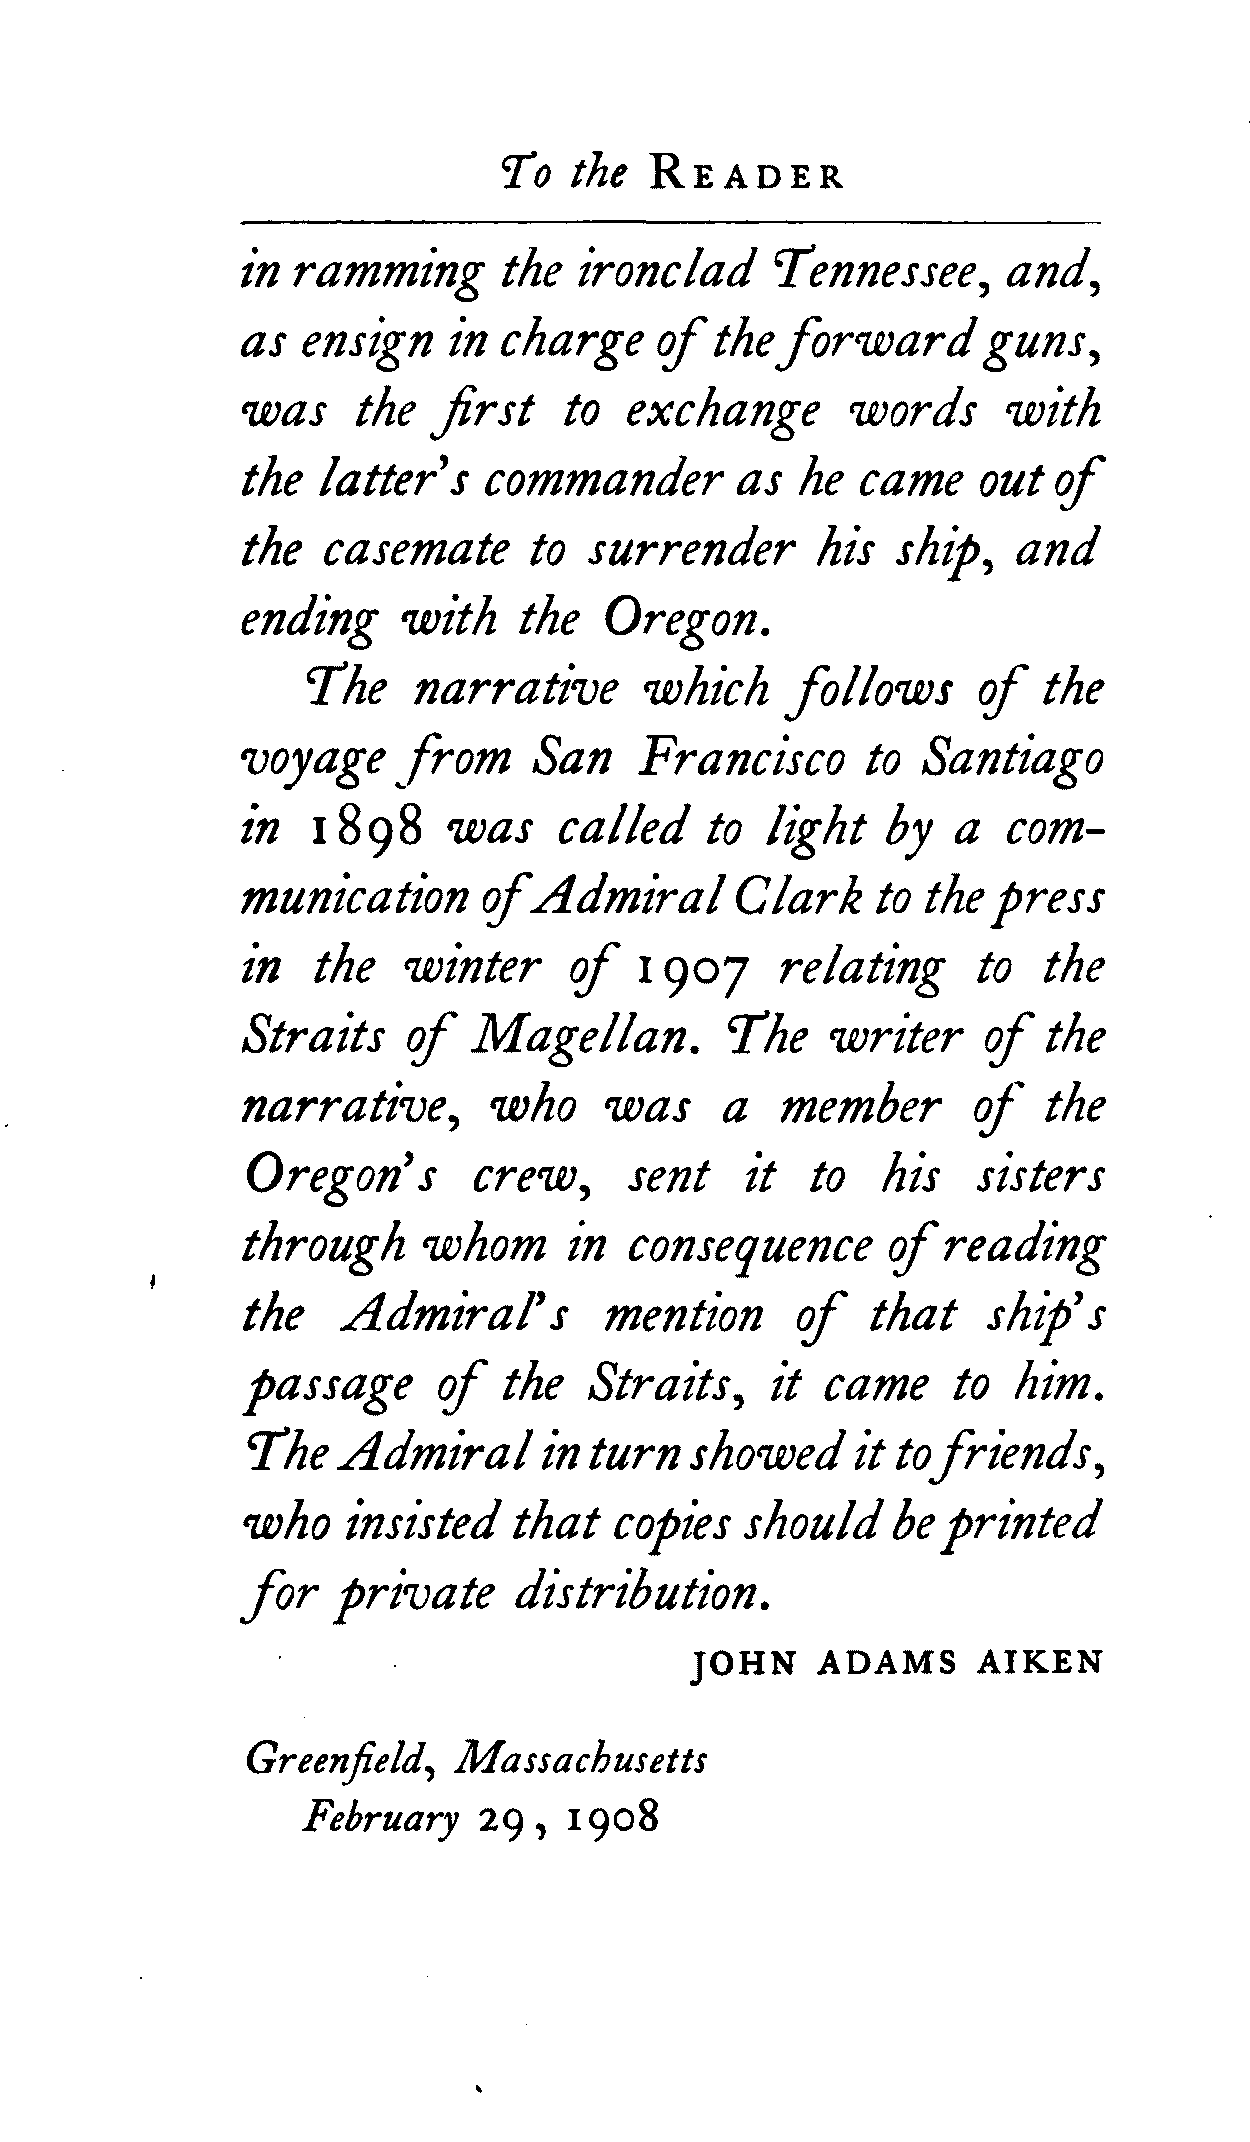 To the READER
in ramming the ironclad Tennessee, and,
as ensign in charge of the forward guns,
was the first to exchange words with
the latter's commander as he came out of
the casemate to surrender his ship, and
ending with the Oregon.
The narrative which follows of the
voyage from San Francisco to Santiago
in 1898 was called to light by a com-
munication of Admiral Clark to the press
in the winter of 1907 relating to the
Straits of Magellan. The writer of the
narrative, who was a member of the
Oregon's crew, sent it to his sisters
through whom in consequence of reading
the Admiral's mention of that ship's
passage of the Straits, it came to him.
The Admiral in turn showed it to friends,
who insisted that copies should be printed
for private distribution.
JOHN ADAMS AIKEN
Greenfield, Massachusetts
February 29, 1908